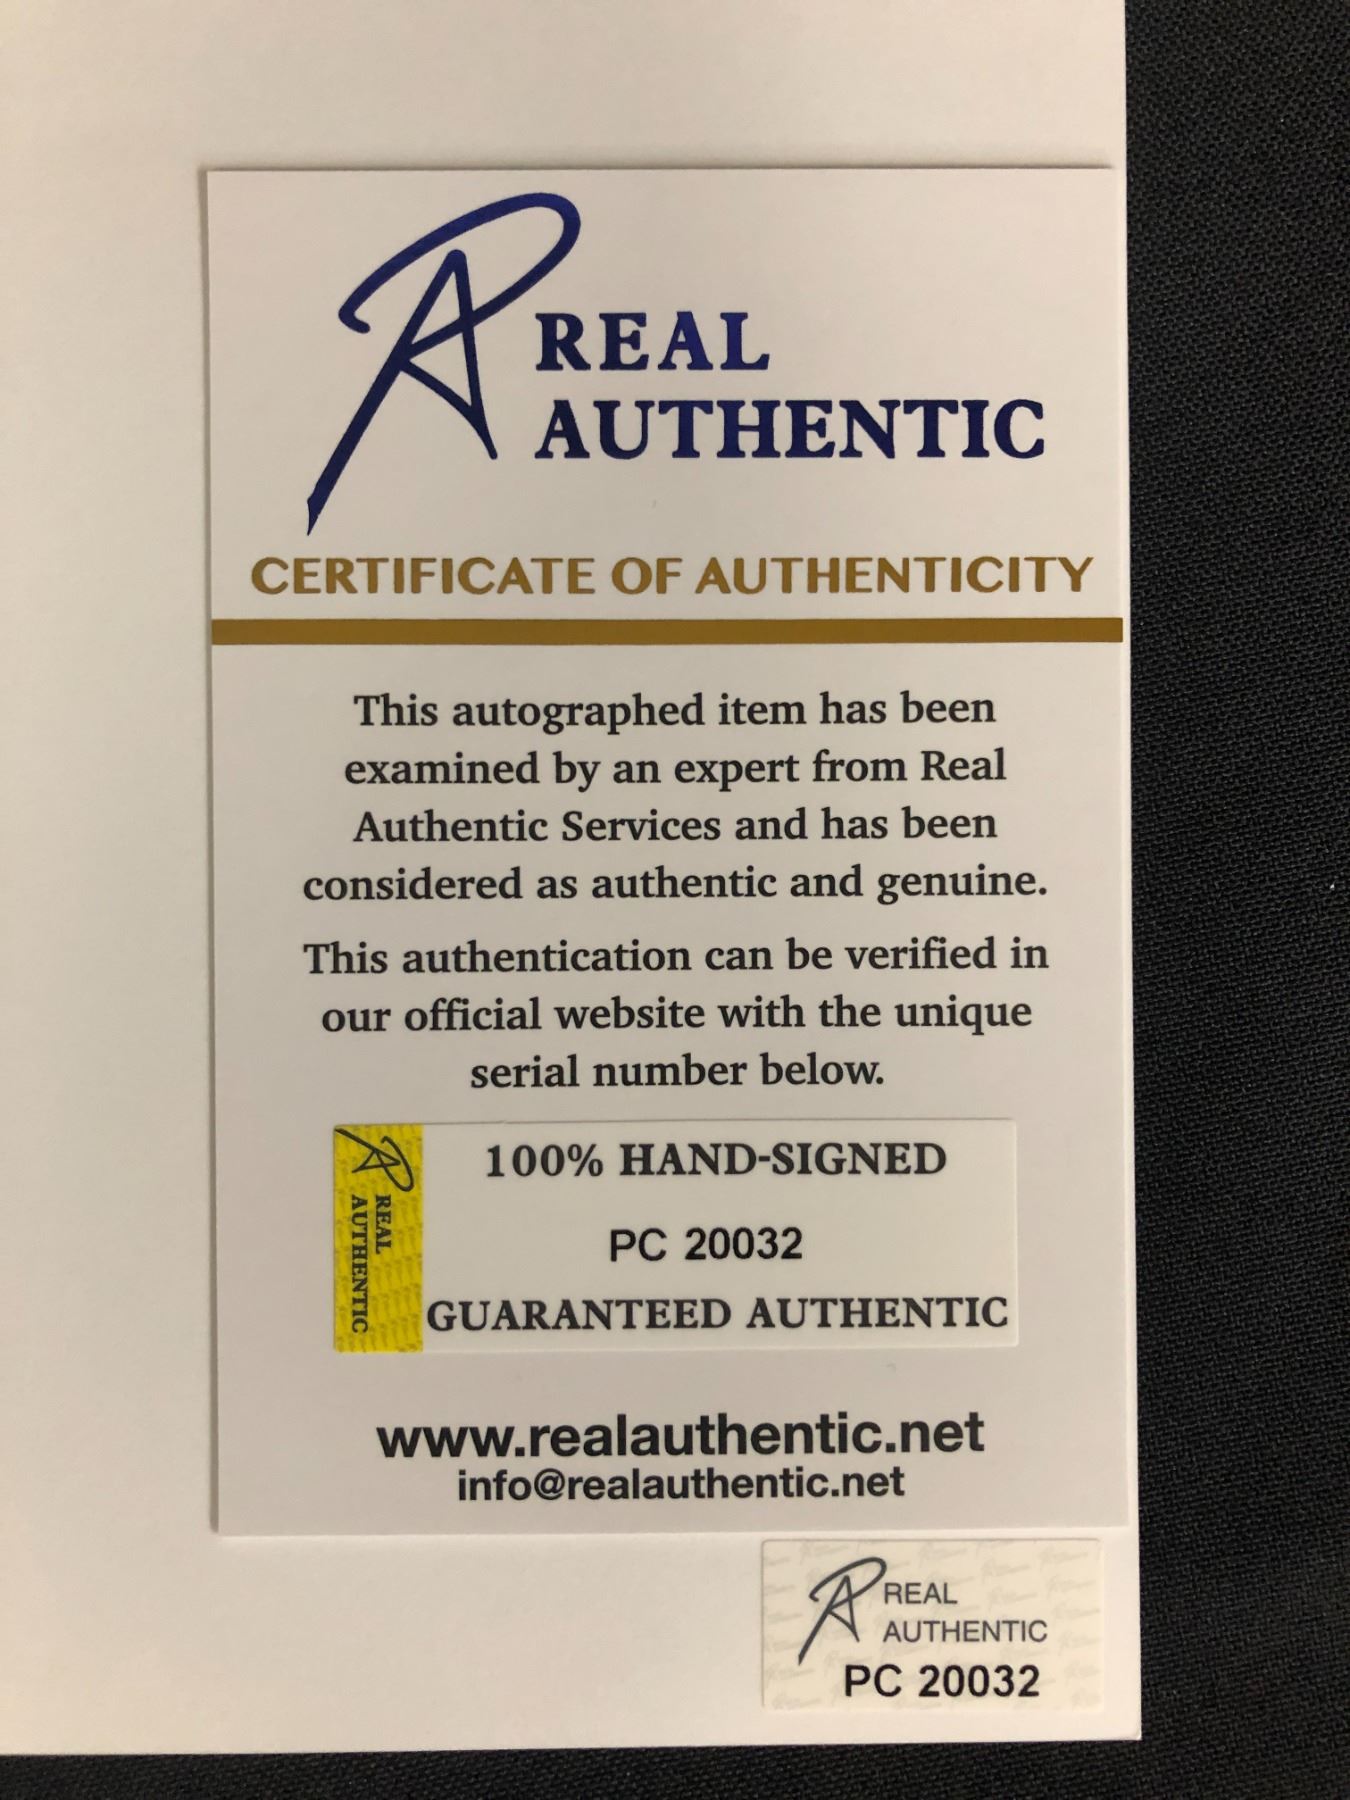 RA REAL
AUTHENTIC
CERTIFICATE OF AUTHENTICITY
This autographed item has been
examined by an expert from Real
Authentic Services and has been
considered as authentic and genuine.
This authentication can be verified in
our official website with the unique
serial number below.
RA REAL
AUTHENTIC
100% HAND-SIGNED
PC 20032
GUARANTEED AUTHENTIC
www.realauthentic.net
info@realauthentic.net
RA REAL
AUTHENTIC
PC 20032